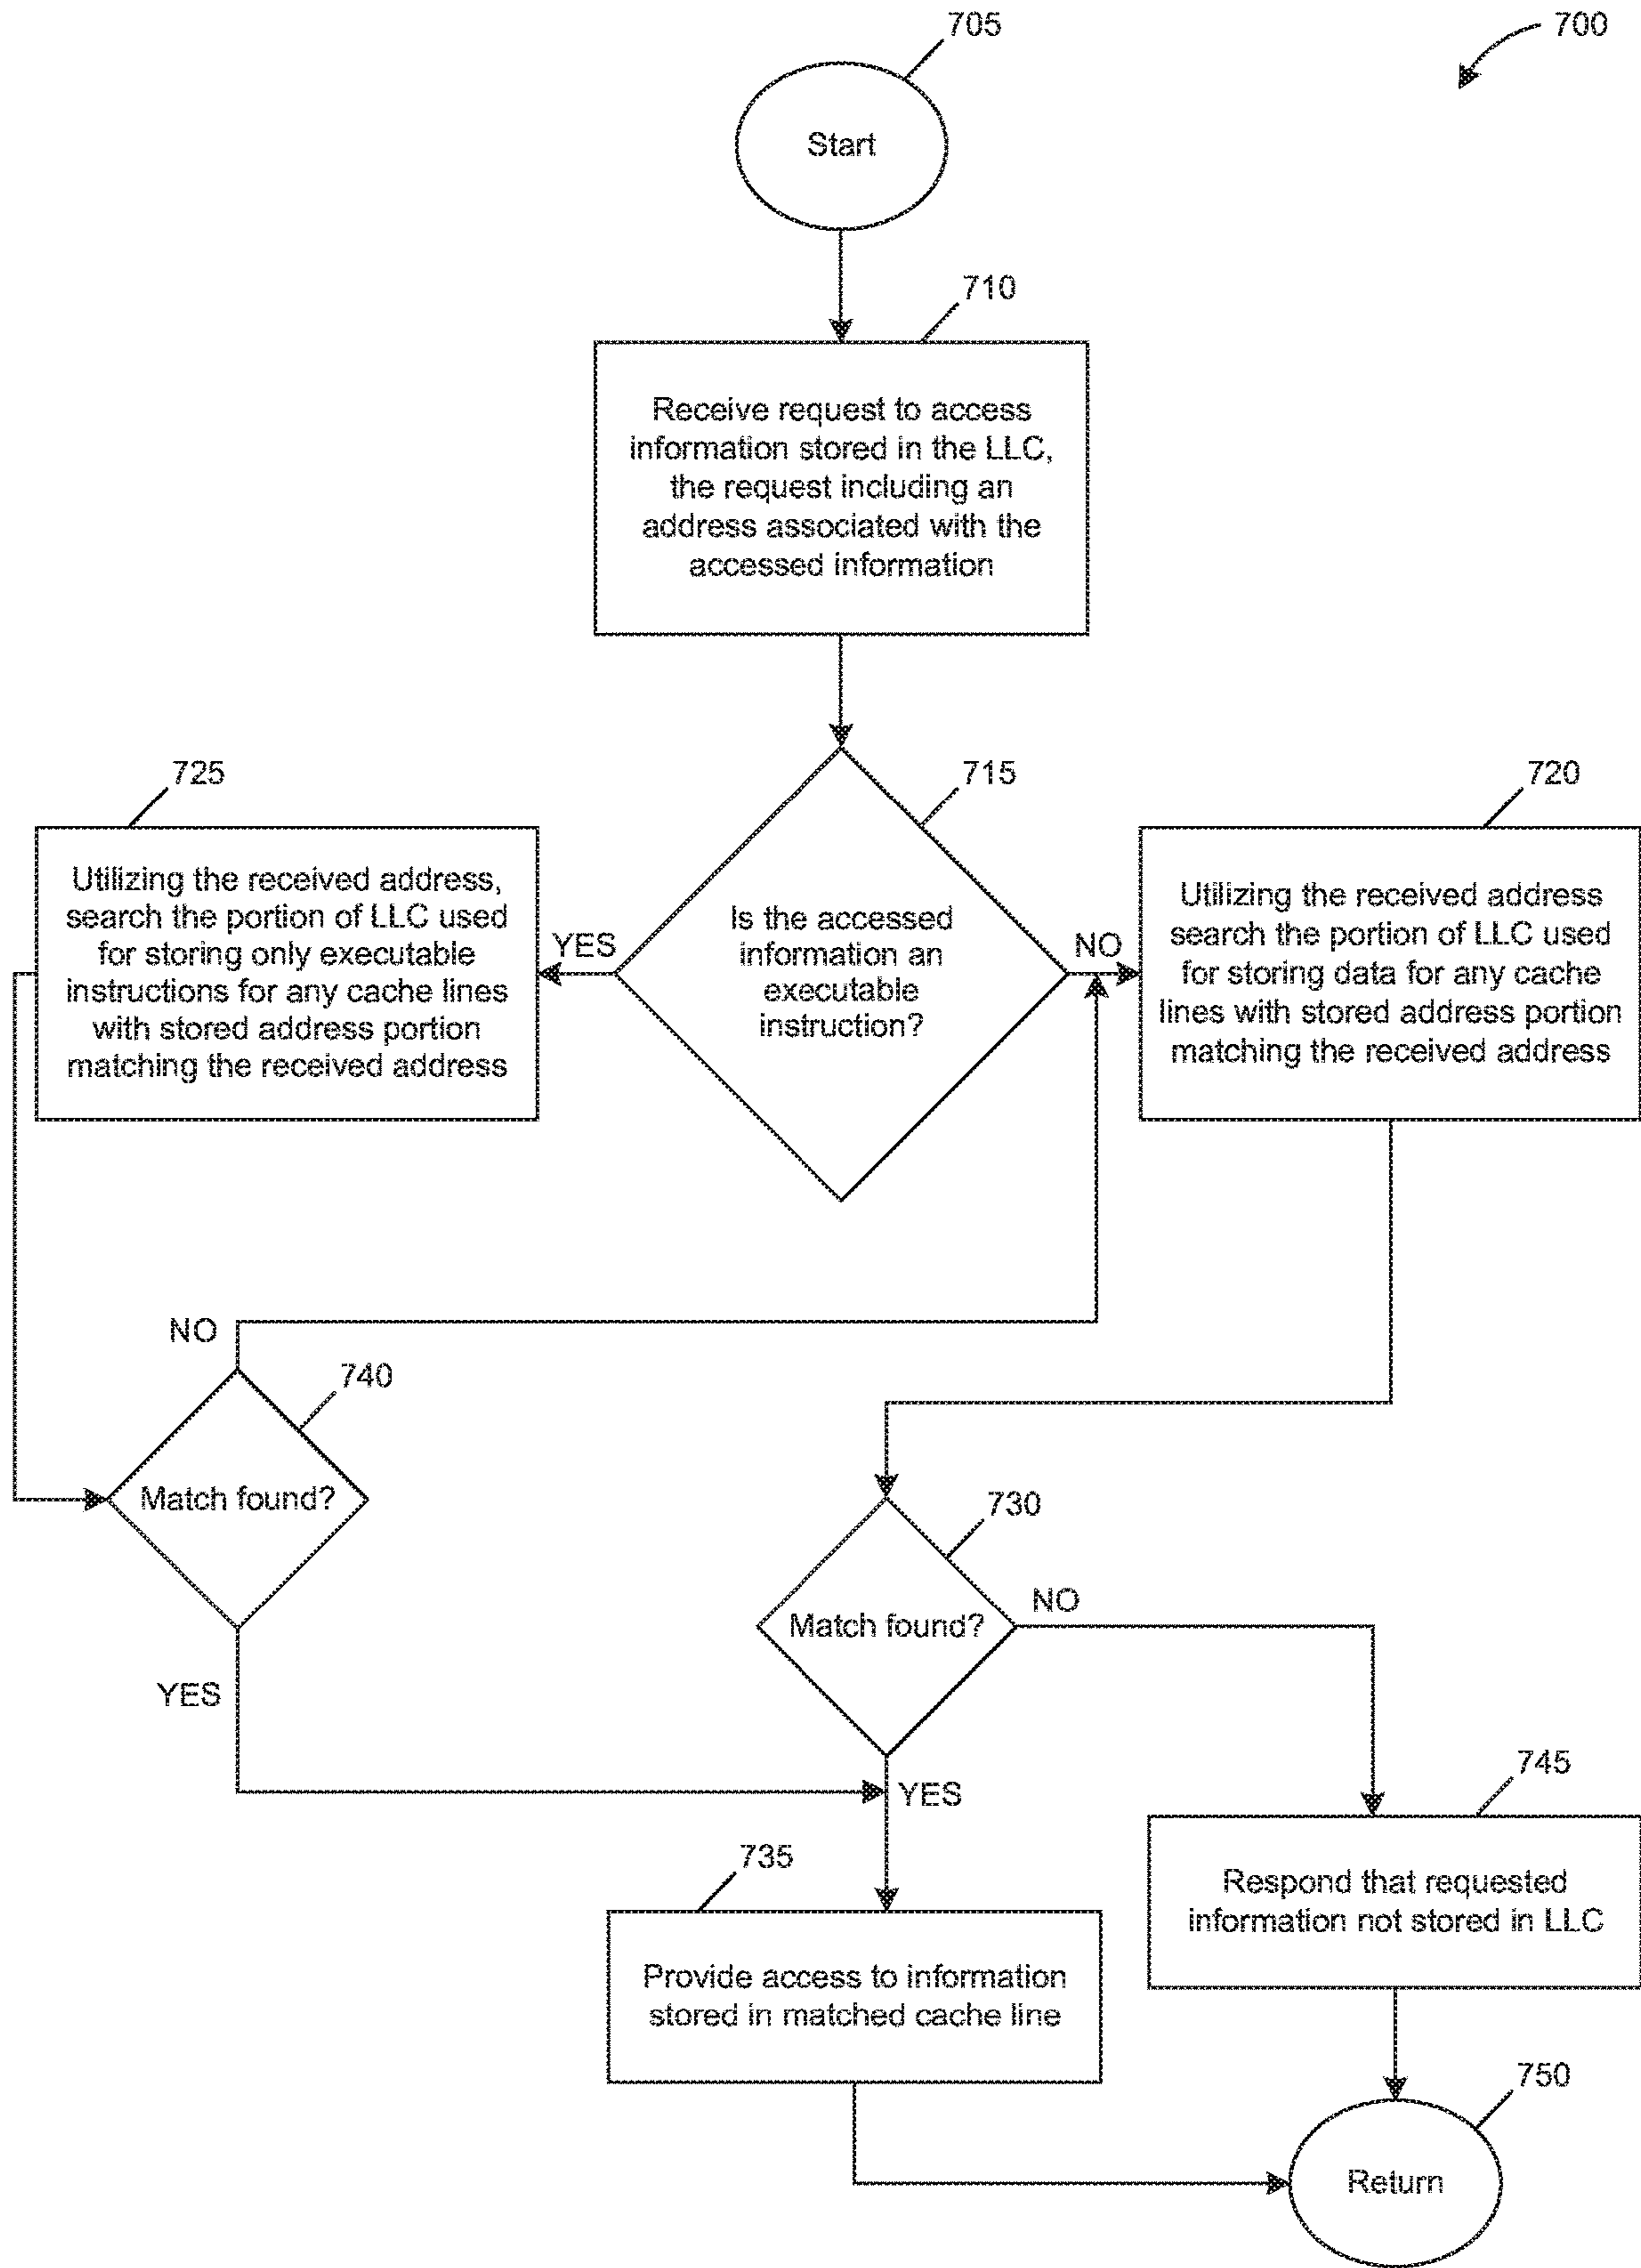 705
700
Start
710
Receive request to access
information stored in the LLC,
the request including an
address associated with the
accessed information
725
715
720
Utilizing the received address,
search the portion of LLC used
for storing only executable
instructions for any cache lines
with stored address portion
matching the received address
YES
Is the accessed
information an
executable
instruction?
NO
Utilizing the received address
search the portion of LLC used
for storing data for any cache
lines with stored address portion
matching the received address
NO
740
Match found?
YES
730
Match found?
NO
YES
745
735
Respond that requested
information not stored in LLC
Provide access to information
stored in matched cache line
750
Return